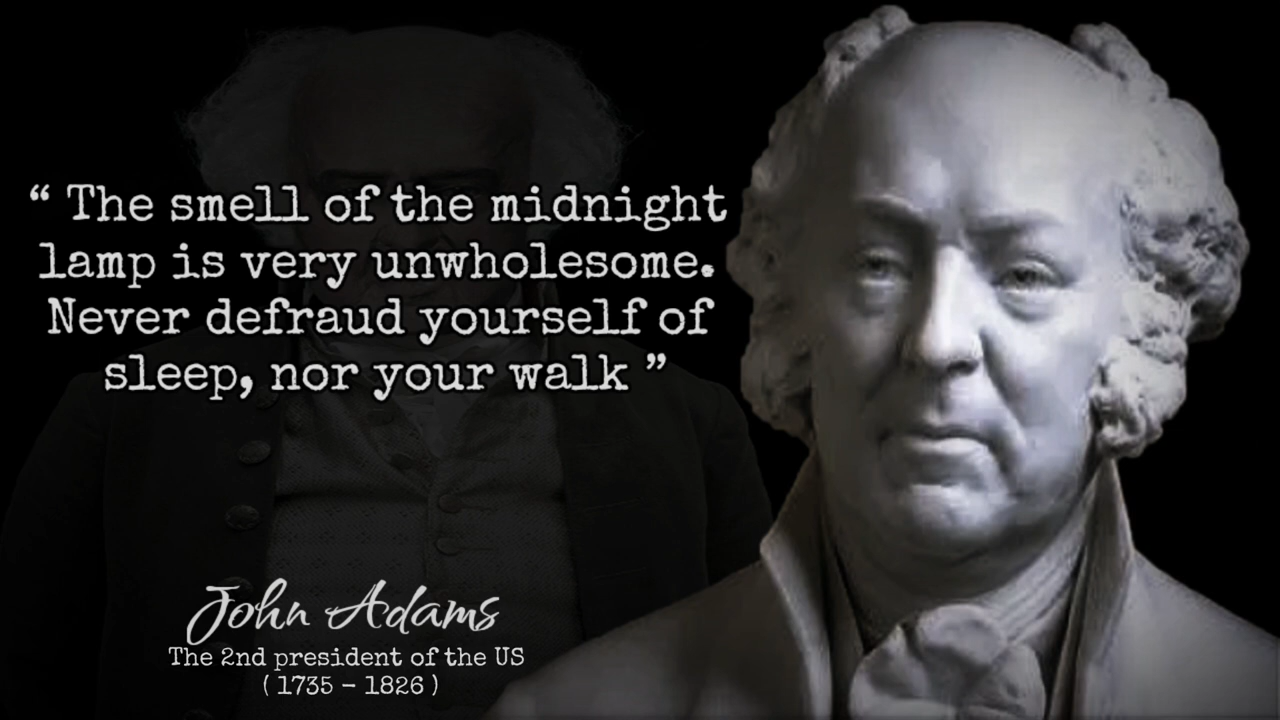 “ The smell of the midnight
lamp is very unwholesome.
Never defraud yourself of
sleep, nor your walk ”
John Adams
The 2nd president of the US
( 1735 – 1826 )